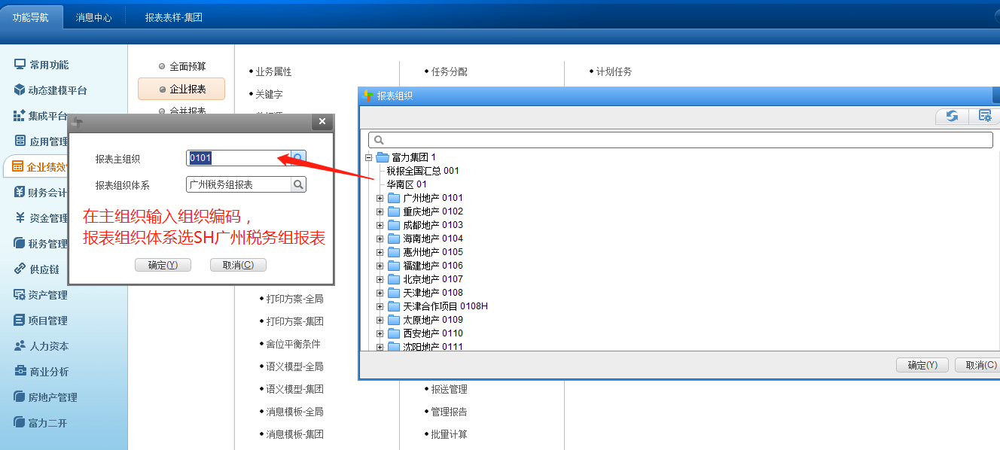 功能导航
消息中心
报表表样-集团
常用功能
动态建模平台
集成平台
应用管理
企业绩效
财务会计
资金管理
税务管理
供应链
资产管理
项目管理
人力资本
商业分析
房地产管理
富力二开
全面预算
企业报表
合并报表
业务属性
关键字
任务分配
计划任务
报表主组织
0101
报表组织体系
广州税务组报表
在主组织输入组织编码，
报表组织体系选SH广州税务组报表
确定(Y)
取消(C)
报表组织
富力集团 1
税报全国汇总 001
华南区 01
广州地产 0101
重庆地产 0102
成都地产 0103
海南地产 0104
惠州地产 0105
福建地产 0106
北京地产 0107
天津地产 0108
天津合作项目 0108H
太原地产 0109
西安地产 0110
沈阳地产 0111
确定(Y)
取消(C)
打印方案-全局
打印方案-集团
舍位平衡条件
语义模型-全局
语义模型-集团
消息模板-全局
消息模板-集团
报送管理
管理报告
批量计算